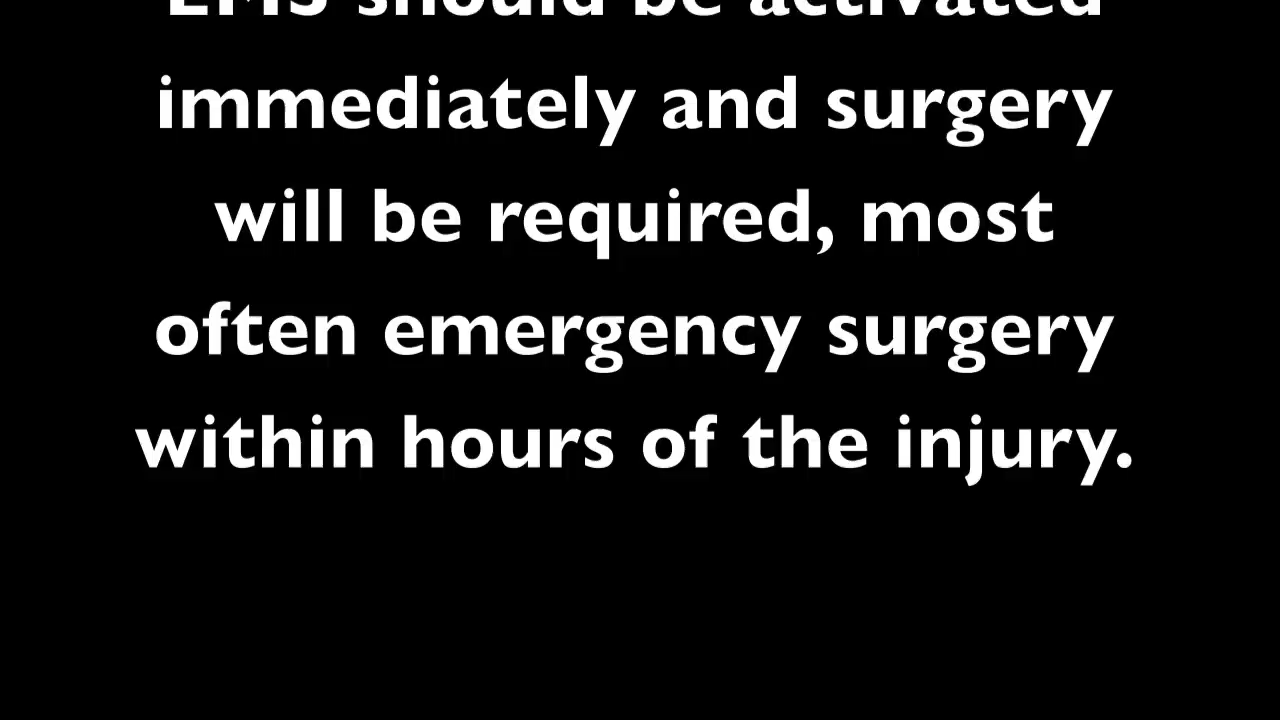 EMS should be activated
immediately and surgery
will be required, most
often emergency surgery
within hours of the injury.